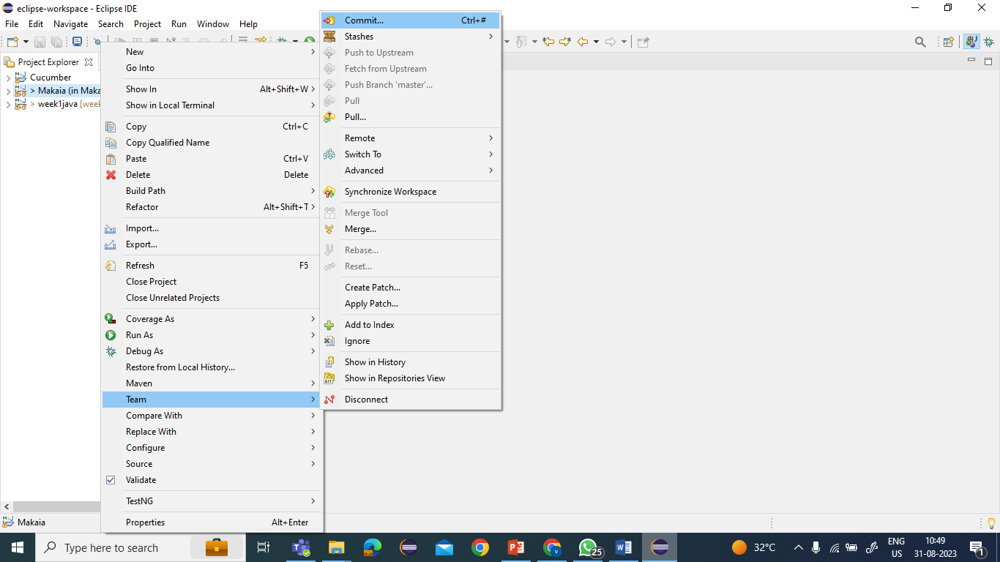 eclipse-workspace - Eclipse IDE
File Edit Navigate Search Project Run Window Help
Project Explorer
Cucumber
> Makaia (in Maka
> week1java [week
Makaia
New
Go Into
Show In Alt+Shift+W
Show in Local Terminal
Copy Ctrl+C
Copy Qualified Name
Paste Ctrl+V
Delete Delete
Build Path
Refactor Alt+Shift+T
Import...
Export...
Refresh F5
Close Project
Close Unrelated Projects
Coverage As
Run As
Debug As
Restore from Local History...
Maven
Team
Compare With
Replace With
Configure
Source
Validate
TestNG
Properties Alt+Enter
Commit... Ctrl+#
Stashes
Push to Upstream
Fetch from Upstream
Push Branch 'master'...
Pull
Pull...
Remote
Switch To
Advanced
Synchronize Workspace
Merge Tool
Merge...
Rebase...
Reset...
Create Patch...
Apply Patch...
Add to Index
Ignore
Show in History
GIT Show in Repositories View
Disconnect
Type here to search
25
32°C
ENG
US
10:49
31-08-2023
1